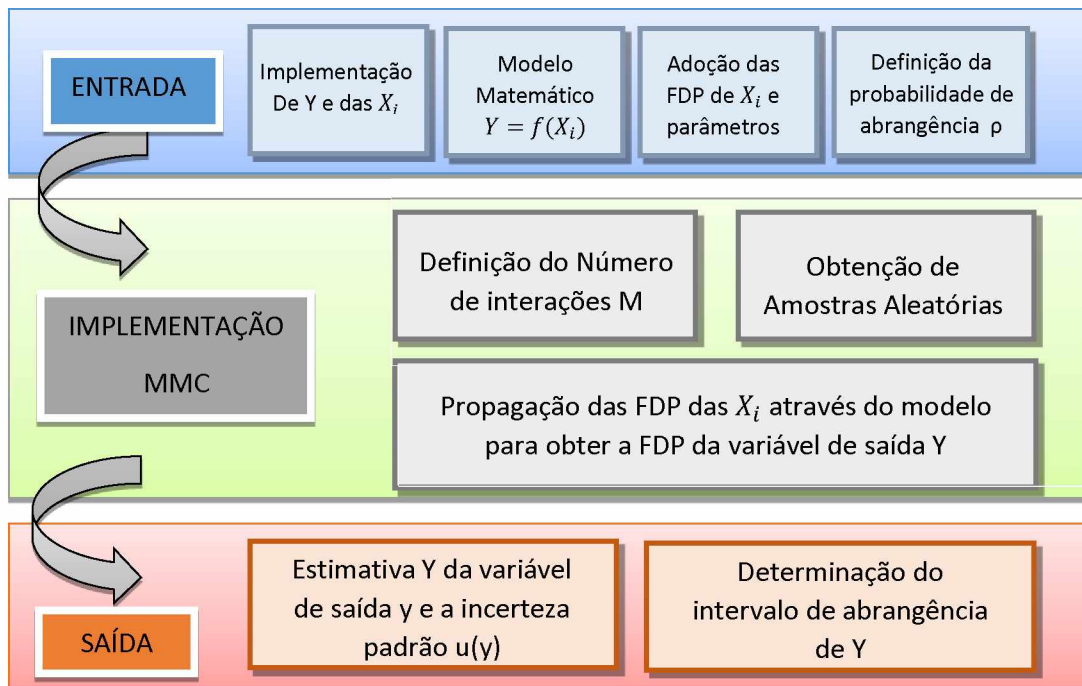 ENTRADA
Implementação
De Y e das Xᵢ
Modelo
Matemático
Y = f(Xᵢ)
Adoção das
FDP de Xᵢ e
parâmetros
Definição da
probabilidade de
abrangência ρ
IMPLEMENTAÇÃO
MMC
Definição do Número
de interações M
Obtenção de
Amostras Aleatórias
Propagação das FDP das Xᵢ através do modelo
para obter a FDP da variável de saída Y
SAÍDA
Estimativa Y da variável
de saída y e a incerteza
padrão u(y)
Determinação do
intervalo de abrangência
de Y